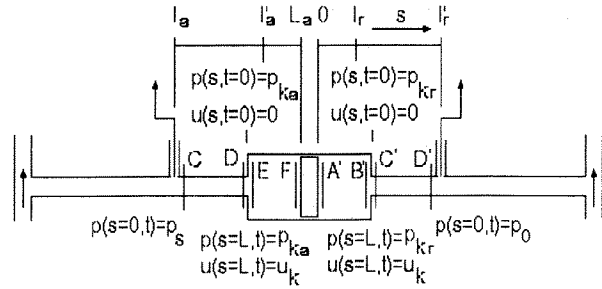 l_a l'_a L_a 0 l_r s l'_r
p(s,t=0)=p_ka p(s,t=0)=p_kr
u(s,t=0)=0 u(s,t=0)=0
C D E F A' B' C' D'
p(s=0,t)=p_s p(s=0,t)=p_0
p(s=L,t)=p_ka p(s=L,t)=p_kr
u(s=L,t)=u_k u(s=L,t)=u_k